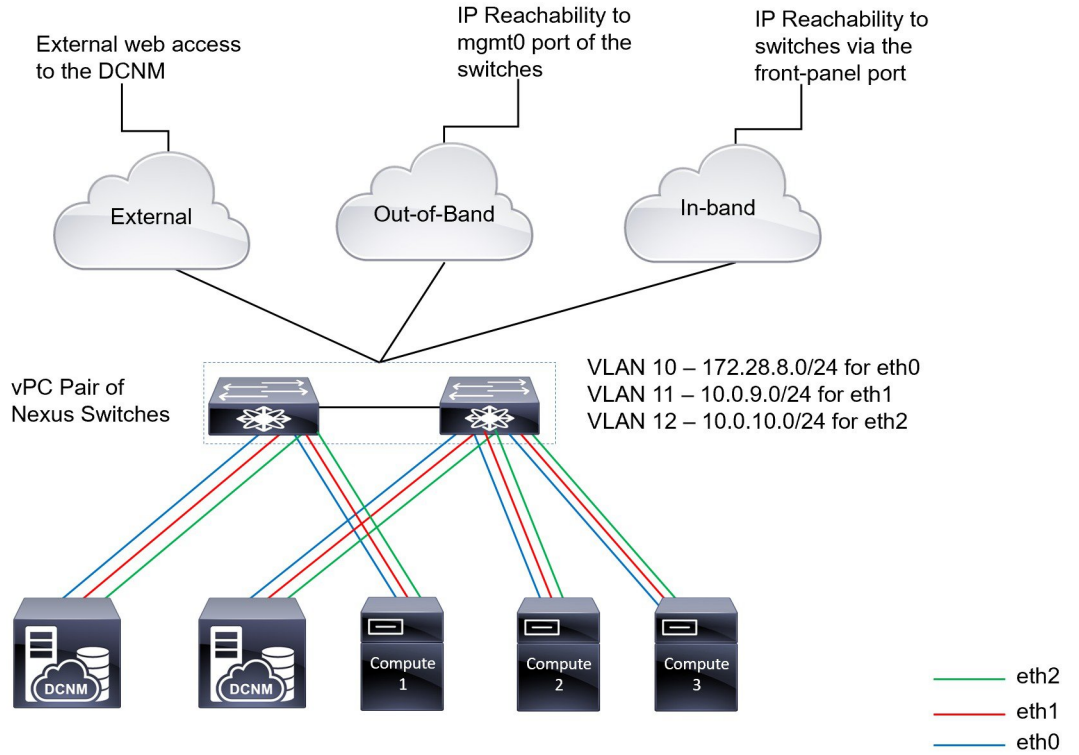 External web access
to the DCNM
IP Reachability to
mgmt0 port of the
switches
IP Reachability to
switches via the
front-panel port
External
Out-of-Band
In-band
vPC Pair of
Nexus Switches
VLAN 10 – 172.28.8.0/24 for eth0
VLAN 11 – 10.0.9.0/24 for eth1
VLAN 12 – 10.0.10.0/24 for eth2
DCNM
DCNM
Compute
1
Compute
2
Compute
3
eth2
eth1
eth0